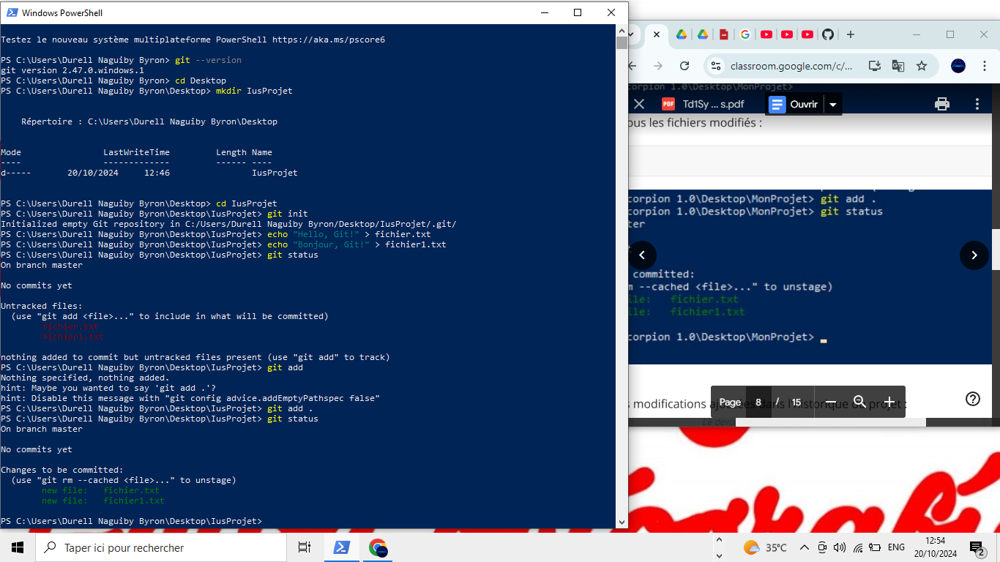 Windows PowerShell
Testez le nouveau système multiplateforme PowerShell https://aka.ms/pscore6
PS C:\Users\Durell Naguiby Byron> git --version
git version 2.47.0.windows.1
PS C:\Users\Durell Naguiby Byron> cd Desktop
PS C:\Users\Durell Naguiby Byron\Desktop> mkdir IusProjet
Répertoire : C:\Users\Durell Naguiby Byron\Desktop
Mode LastWriteTime Length Name
---- ------------- ------ ----
d----- 20/10/2024 12:46 IusProjet
PS C:\Users\Durell Naguiby Byron\Desktop> cd IusProjet
PS C:\Users\Durell Naguiby Byron\Desktop\IusProjet> git init
Initialized empty Git repository in C:/Users/Durell Naguiby Byron/Desktop/IusProjet/.git/
PS C:\Users\Durell Naguiby Byron\Desktop\IusProjet> echo "Hello, Git!" > fichier.txt
PS C:\Users\Durell Naguiby Byron\Desktop\IusProjet> echo "Bonjour, Git!" > fichier1.txt
PS C:\Users\Durell Naguiby Byron\Desktop\IusProjet> git status
On branch master
No commits yet
Untracked files:
(use "git add <file>..." to include in what will be committed)
fichier.txt
fichier1.txt
nothing added to commit but untracked files present (use "git add" to track)
PS C:\Users\Durell Naguiby Byron\Desktop\IusProjet> git add
Nothing specified, nothing added.
hint: Maybe you wanted to say 'git add .'?
hint: Disable this message with "git config advice.addEmptyPathspec false"
PS C:\Users\Durell Naguiby Byron\Desktop\IusProjet> git add .
PS C:\Users\Durell Naguiby Byron\Desktop\IusProjet> git status
On branch master
No commits yet
Changes to be committed:
(use "git rm --cached <file>..." to unstage)
new file: fichier.txt
new file: fichier1.txt
PS C:\Users\Durell Naguiby Byron\Desktop\IusProjet>
classroom.google.com/c/...
corpion 1.0\Desktop\MonProjet>
PDF Td1Sy ... s.pdf Ouvrir
ous les fichiers modifiés :
corpion 1.0\Desktop\MonProjet> git add .
corpion 1.0\Desktop\MonProjet> git status
ter
committed:
m --cached <file>..." to unstage)
ile: fichier.txt
ile: fichier1.txt
corpion 1.0\Desktop\MonProjet>
Page 8 / 15
s modifications ajoutées dans l'historique du projet :
Le devo
Taper ici pour rechercher
35°C
ENG
12:54
20/10/2024
2